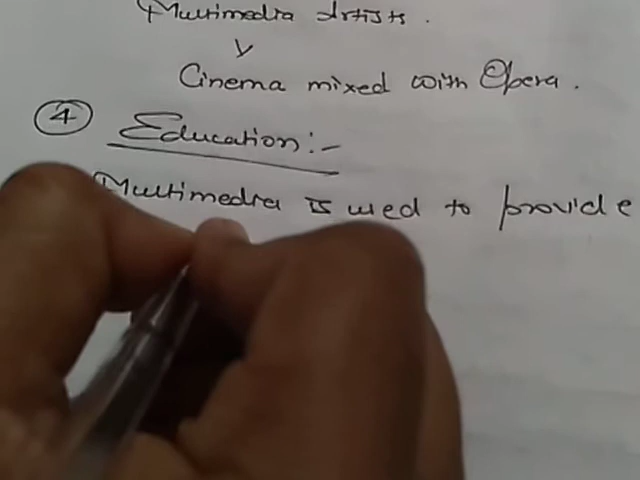 Multimedia Artists.
Cinema mixed with Opera.
4 Education :-
Multimedia is used to provide